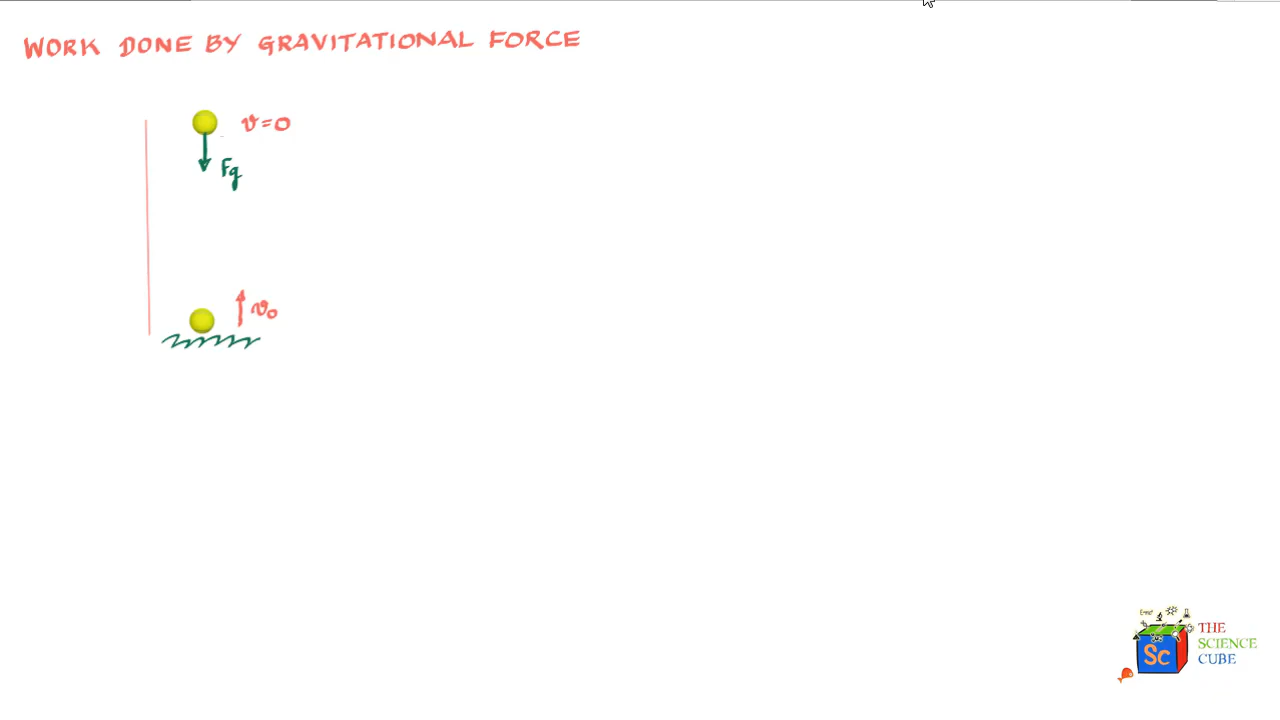 WORK DONE BY GRAVITATIONAL FORCE
v=0
Fg
v₀
Sc
THE
SCIENCE
CUBE